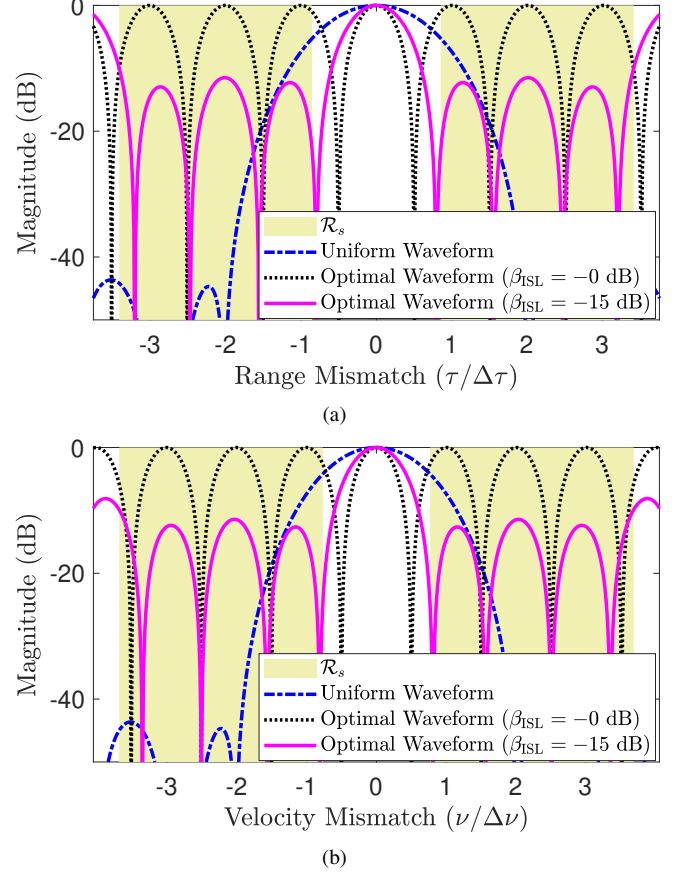 0
-20
-40
Magnitude (dB)
ℛₛ
Uniform Waveform
Optimal Waveform (β_ISL = −0 dB)
Optimal Waveform (β_ISL = −15 dB)
-3 -2 -1 0 1 2 3
Range Mismatch (τ/Δτ)
(a)
0
-20
-40
Magnitude (dB)
ℛₛ
Uniform Waveform
Optimal Waveform (β_ISL = −0 dB)
Optimal Waveform (β_ISL = −15 dB)
-3 -2 -1 0 1 2 3
Velocity Mismatch (ν/Δν)
(b)